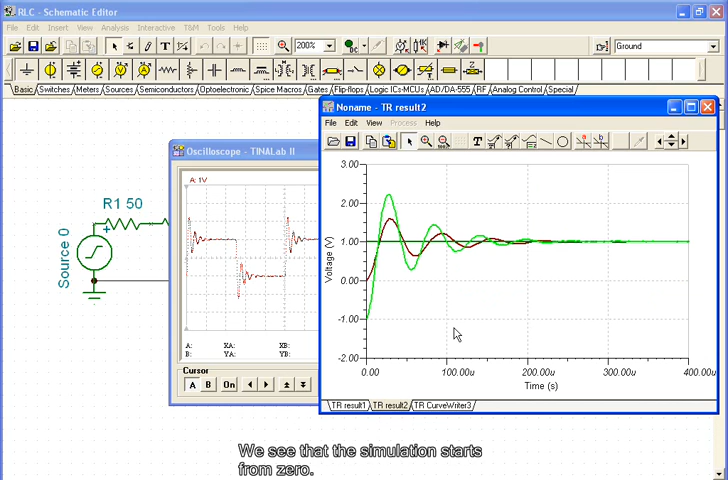 RLC - Schematic Editor
File Edit Insert View Analysis Interactive T&M Tools Help
200%
DC
Ground
Basic Switches Meters Sources Semiconductors Optoelectronic Spice Macros Gates Flip-flops Logic ICs-MCUs AD/DA-555 RF Analog Control Special
Noname - TR result2
File Edit View Process Help
T
a
b
Oscilloscope - TINALab II
A: 1V
R1 50
Source 0
+
3.00
2.00
1.00
0.00
-1.00
-2.00
Voltage (V)
0.00 100.00u 200.00u 300.00u 400.00u
Time (s)
A: XA: XB:
B: YA: YB:
Cursor
A B On
TR result1 TR result2 TR CurveWriter3
We see that the simulation starts
from zero.